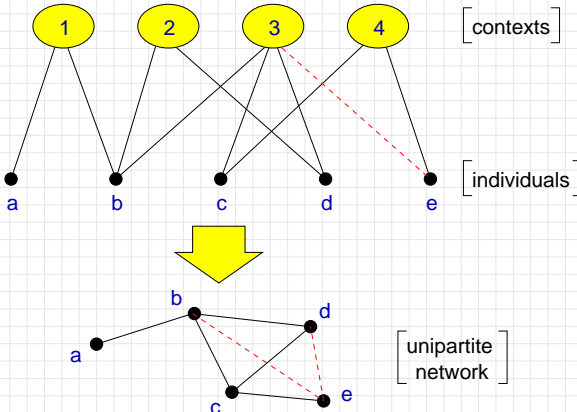 1 2 3 4 [contexts]
a b c d e [individuals]
b
d
a
c
e
[unipartite
network]